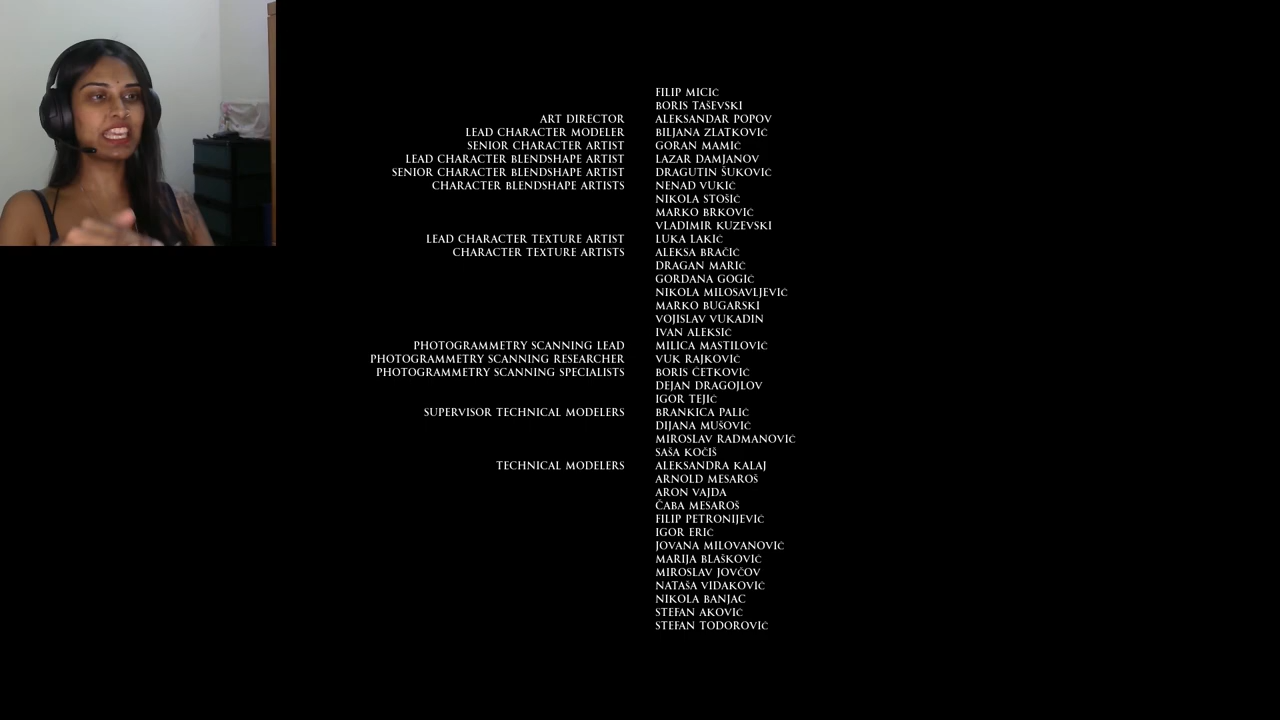 FILIP MICIĆ
BORIS TAŠEVSKI
ART DIRECTOR ALEKSANDAR POPOV
LEAD CHARACTER MODELER BILJANA ZLATKOVIĆ
SENIOR CHARACTER ARTIST GORAN MAMIĆ
LEAD CHARACTER BLENDSHAPE ARTIST LAZAR DAMJANOV
SENIOR CHARACTER BLENDSHAPE ARTIST DRAGUTIN ŠUKOVIĆ
CHARACTER BLENDSHAPE ARTISTS NENAD VUKIĆ
NIKOLA STOŠIĆ
MARKO BRKOVIĆ
VLADIMIR KUZEVSKI
LEAD CHARACTER TEXTURE ARTIST LUKA LAKIĆ
CHARACTER TEXTURE ARTISTS ALEKSA BRAČIĆ
DRAGAN MARIĆ
GORDANA GOGIĆ
NIKOLA MILOSAVLJEVIĆ
MARKO BUGARSKI
VOJISLAV VUKADIN
IVAN ALEKSIĆ
PHOTOGRAMMETRY SCANNING LEAD MILICA MASTILOVIĆ
PHOTOGRAMMETRY SCANNING RESEARCHER VUK RAJKOVIĆ
PHOTOGRAMMETRY SCANNING SPECIALISTS BORIS ĆETKOVIĆ
DEJAN DRAGOJLOV
IGOR TEJIĆ
SUPERVISOR TECHNICAL MODELERS BRANKICA PALIĆ
DIJANA MUŠOVIĆ
MIROSLAV RADMANOVIĆ
SAŠA KOČIŠ
TECHNICAL MODELERS ALEKSANDRA KALAJ
ARNOLD MESAROŠ
ARON VAJDA
ČABA MESAROŠ
FILIP PETRONIJEVIĆ
IGOR ERIĆ
JOVANA MILOVANOVIĆ
MARIJA BLAŠKOVIĆ
MIROSLAV JOVČOV
NATAŠA VIDAKOVIĆ
NIKOLA BANJAC
STEFAN AKOVIĆ
STEFAN TODOROVIĆ